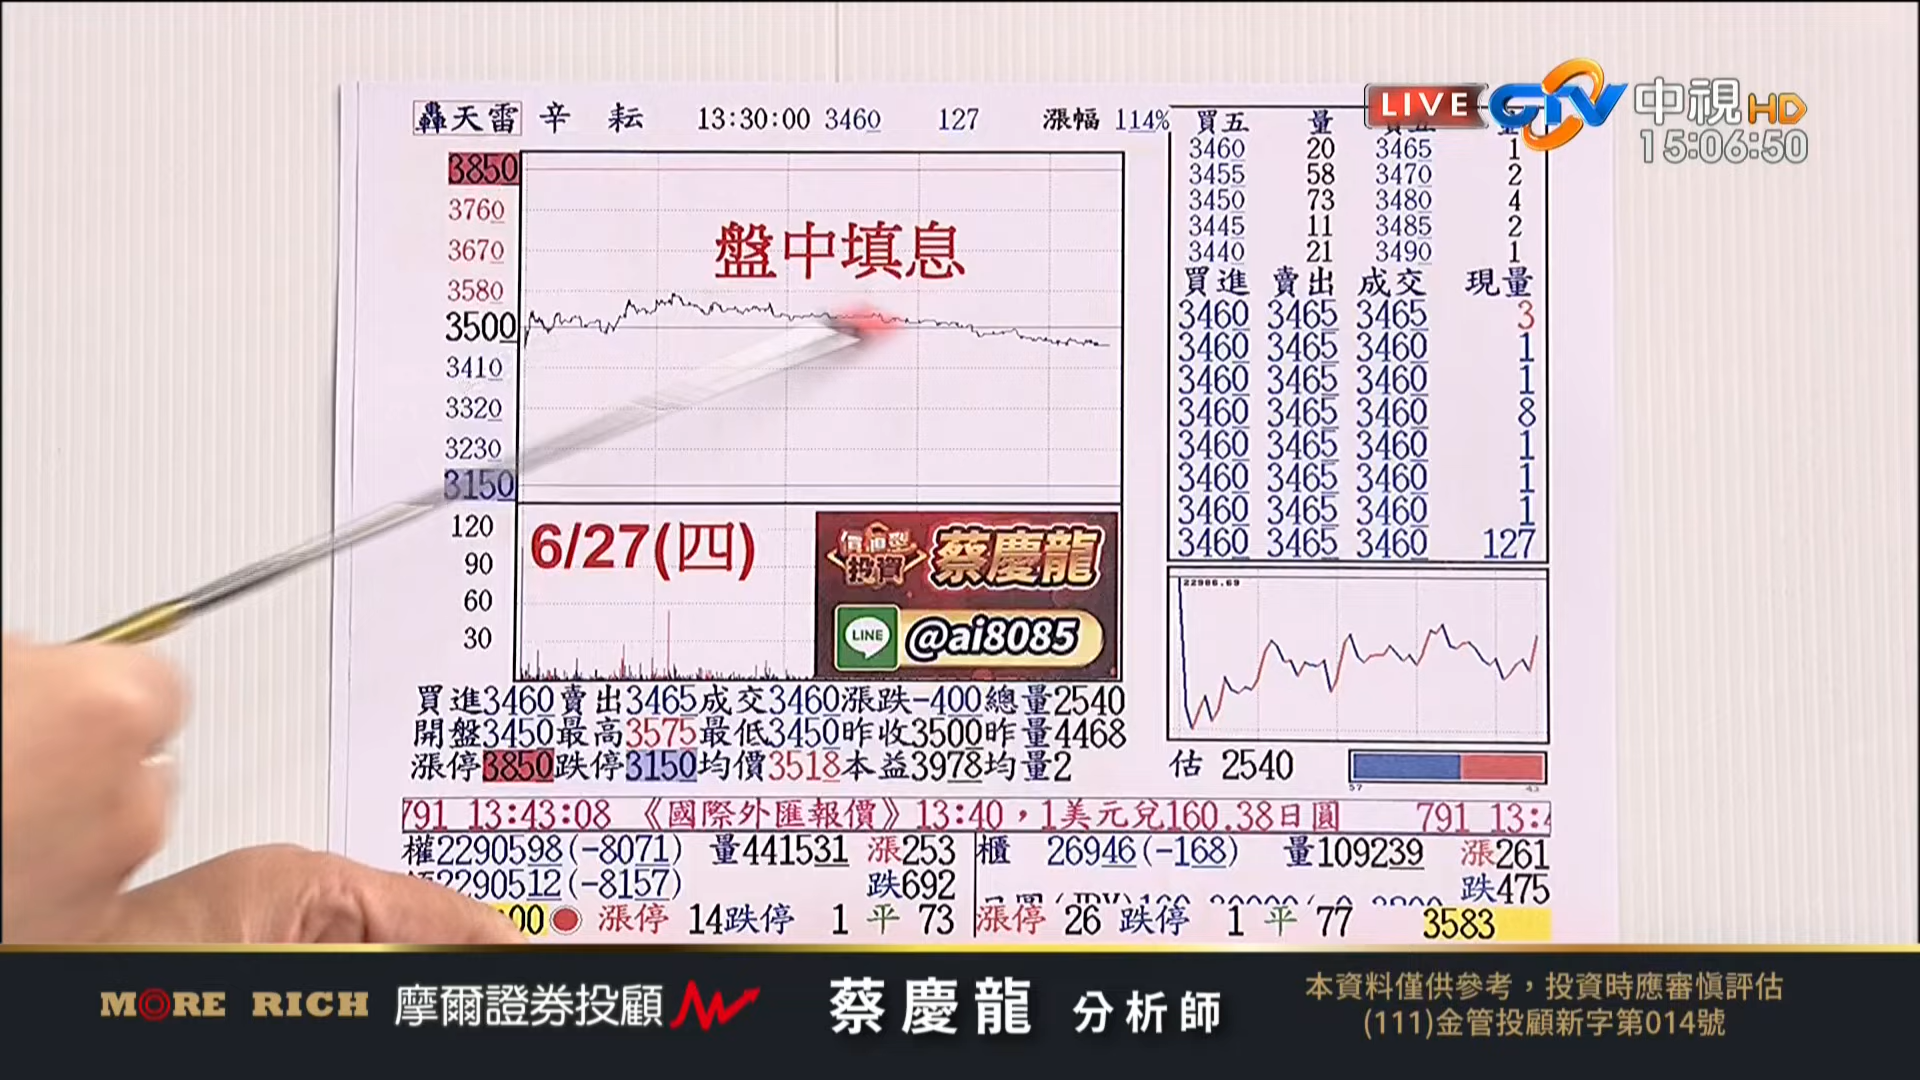 LIVE CTV 中視HD
15:06:50
轟天雷 辛 耘 13:30:00 3460 127 漲幅 114%
買五 量
3460 20 3465 1
3455 58 3470 2
3450 73 3480 4
3445 11 3485 2
3440 21 3490 1
買進 賣出 成交 現量
3460 3465 3465 3
3460 3465 3460 1
3460 3465 3460 1
3460 3465 3460 8
3460 3465 3460 1
3460 3465 3460 1
3460 3465 3460 1
3460 3465 3460 127
3850
3760
3670
3580
3500
3410
3320
3230
3150
盤中填息
120
90
60
30
6/27(四)
價值型
投資
蔡慶龍
LINE @ai8085
22986.69
買進3460賣出3465成交3460漲跌-400總量2540
開盤3450最高3575最低3450昨收3500昨量4468
漲停3850跌停3150均價3518本益3978均量2
估 2540
57 43
791 13:43:08 《國際外匯報價》13:40，1美元兌160.38日圓 791 13:4
權2290598(-8071) 量441531 漲253
櫃 26946(-168) 量109239 漲261
2290512(-8157) 跌692
跌475
00 漲停 14跌停 1 平 73
漲停 26 跌停 1 平 77 3583
MORE RICH 摩爾證券投顧
蔡慶龍 分析師
本資料僅供參考，投資時應審慎評估
(111)金管投顧新字第014號